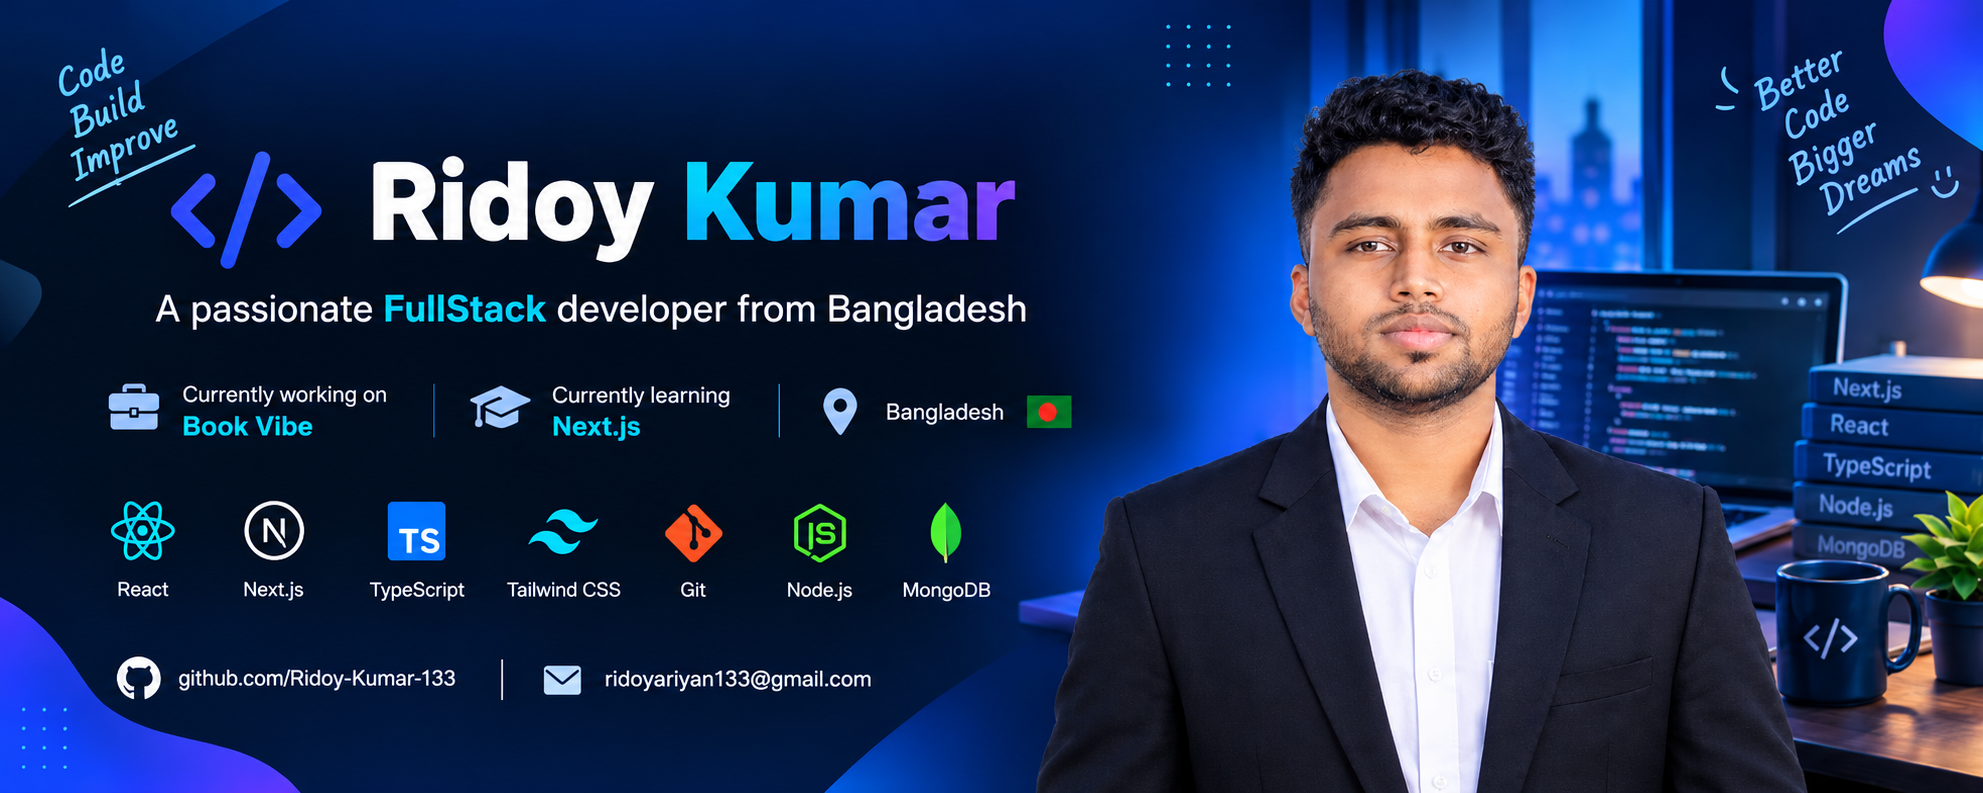 Code
Build
Improve
Better
Code
Bigger
Dreams
</>
Ridoy Kumar
A passionate FullStack developer from Bangladesh
Currently working on
Book Vibe
Currently learning
Next.js
Bangladesh
N
TS
JS
React
Next.js
TypeScript
Tailwind CSS
Git
Node.js
MongoDB
github.com/Ridoy-Kumar-133
ridoyariyan133@gmail.com
Next.js
React
TypeScript
Node.js
MongoDB
</>